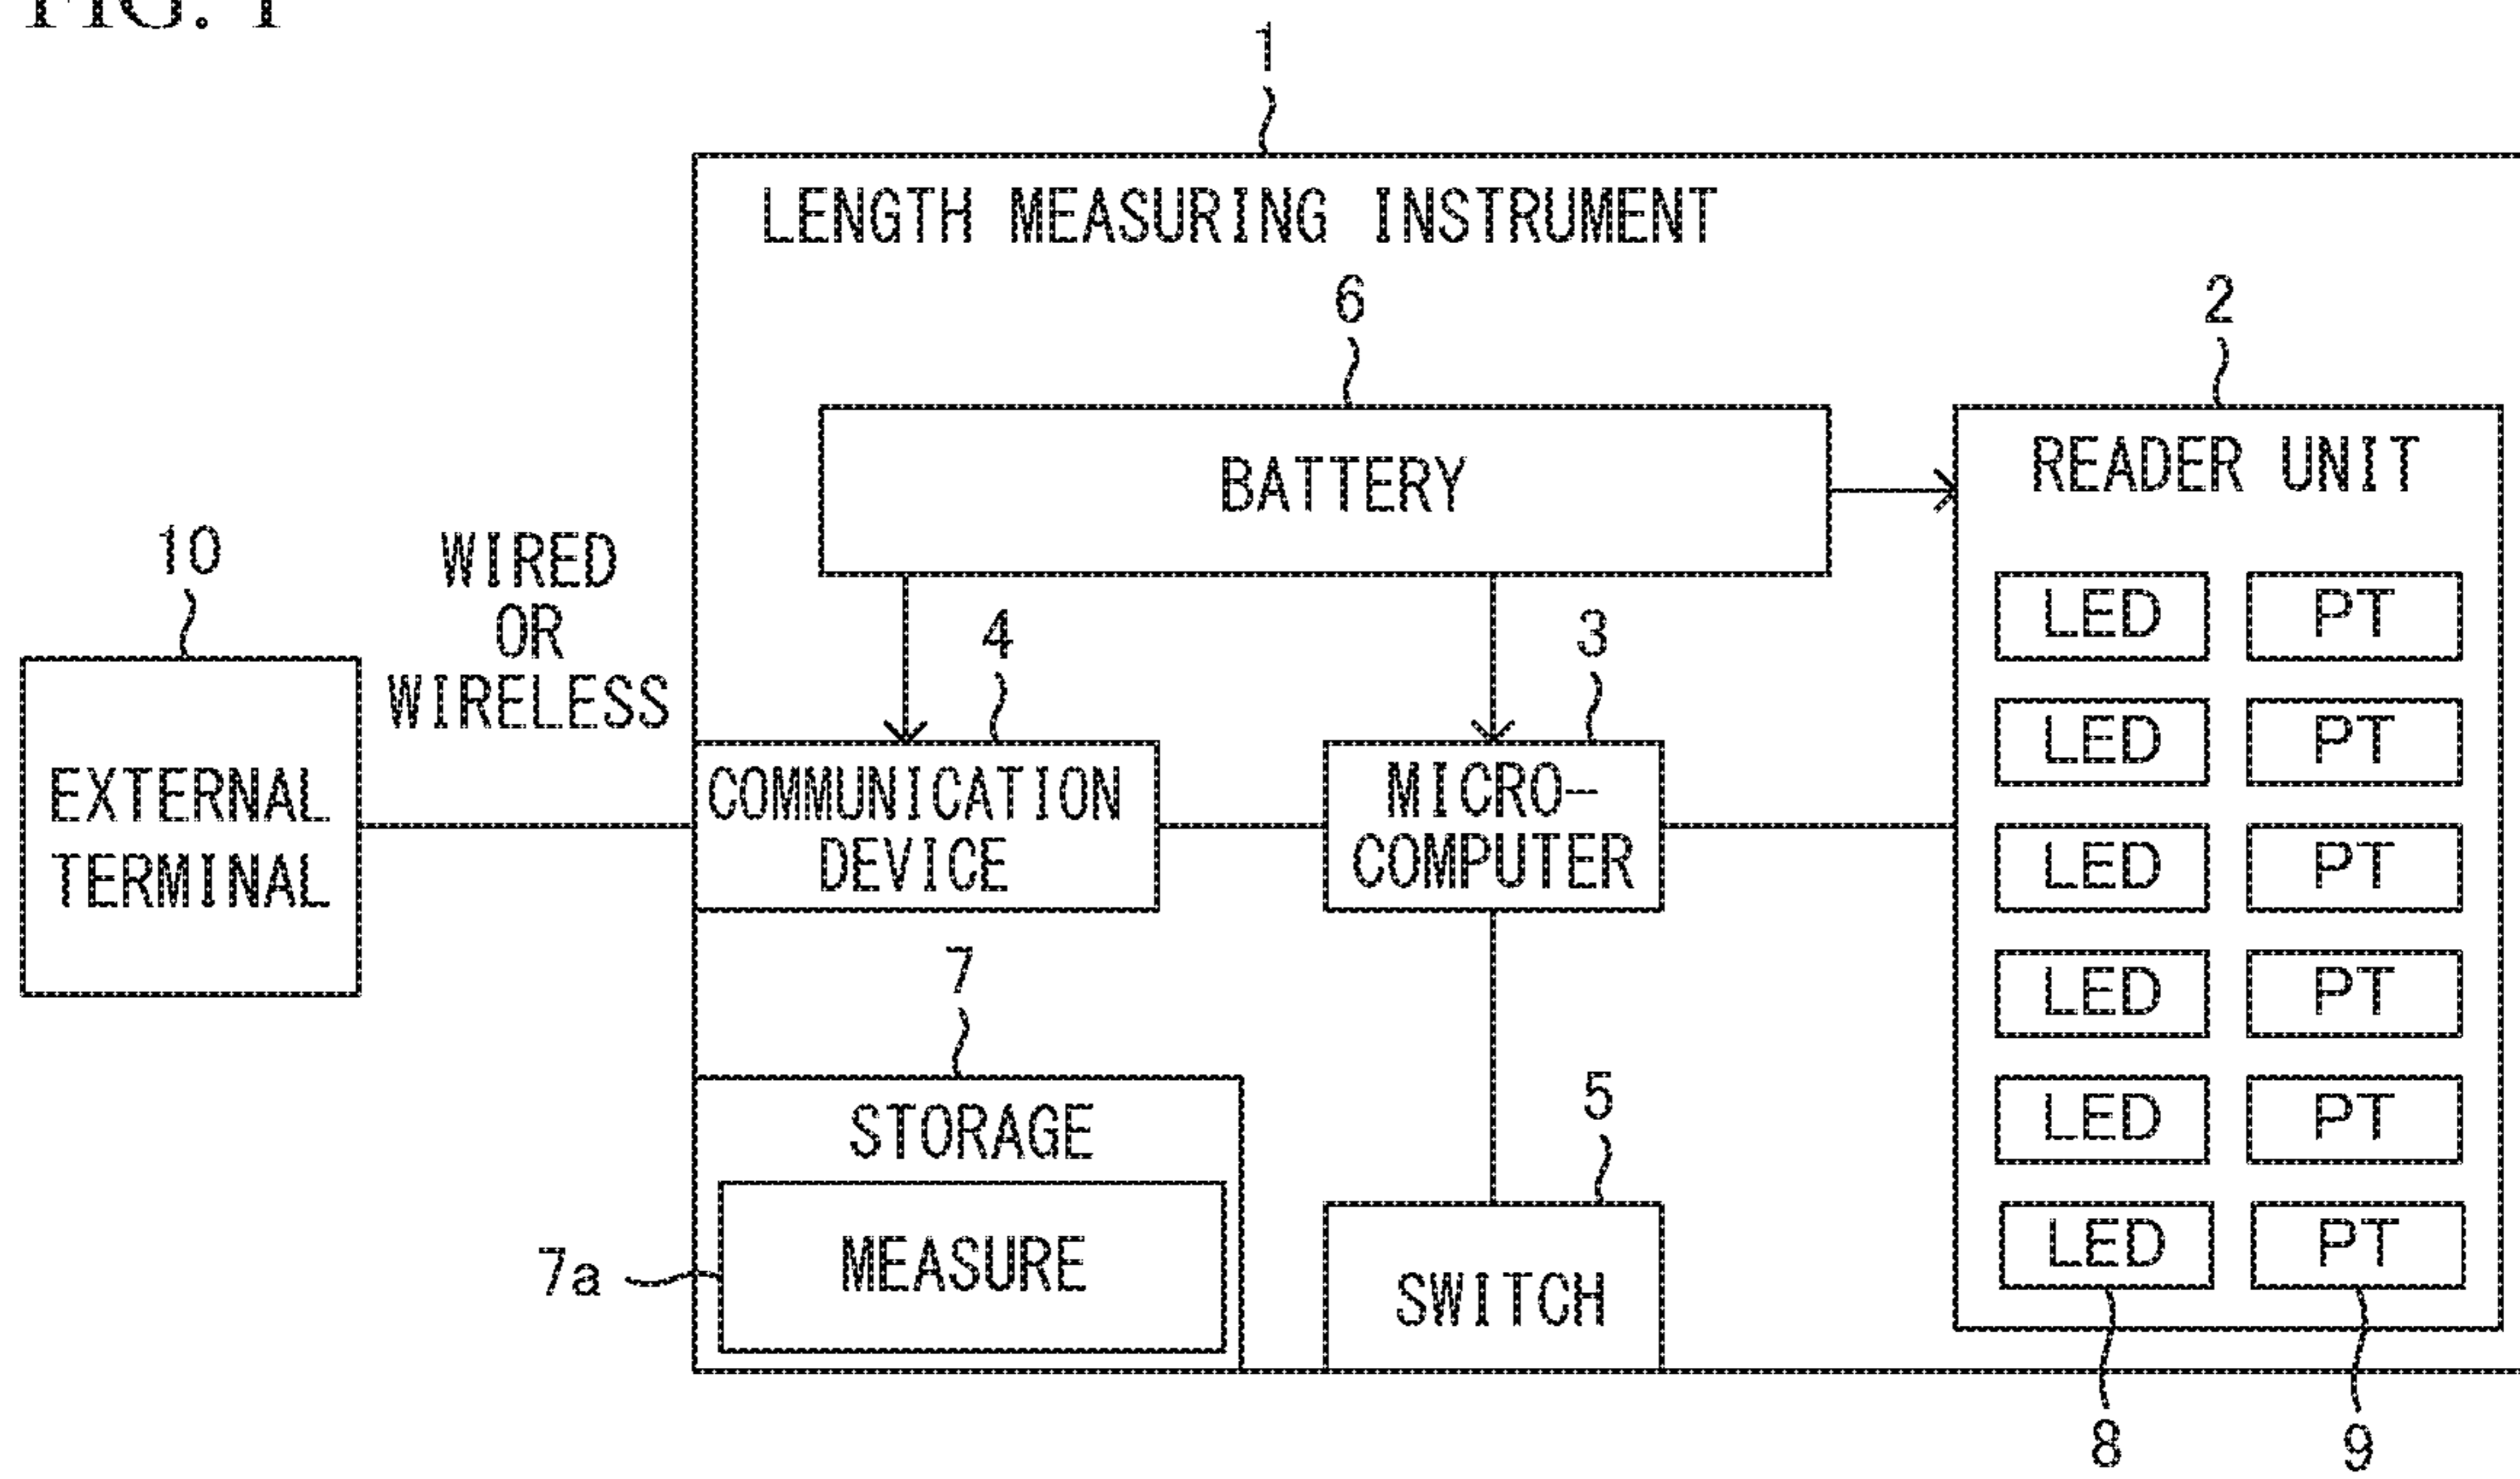 FIG. 1
1
LENGTH MEASURING INSTRUMENT
6
2
BATTERY
READER UNIT
10
WIRED
OR
WIRELESS
4
3
LED PT
LED PT
EXTERNAL
TERMINAL
COMMUNICATION
DEVICE
MICRO-
COMPUTER
LED PT
7
LED PT
STORAGE
5
LED PT
7a
MEASURE
SWITCH
LED PT
8
9